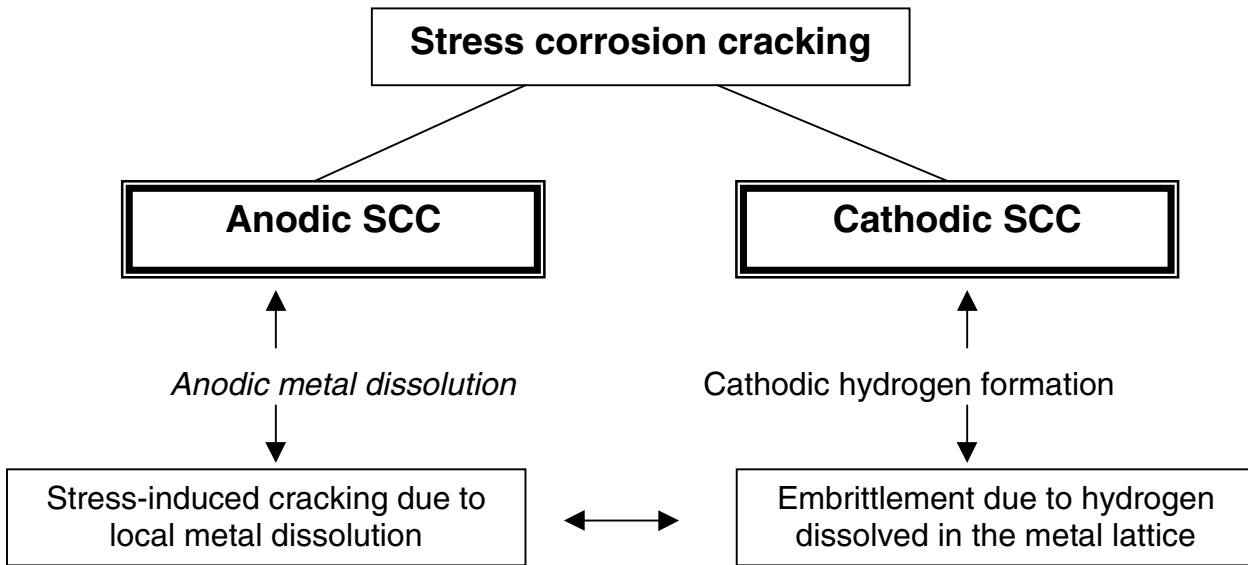 Stress corrosion cracking
Anodic SCC
Cathodic SCC
Anodic metal dissolution
Cathodic hydrogen formation
Stress-induced cracking due to
local metal dissolution
Embrittlement due to hydrogen
dissolved in the metal lattice